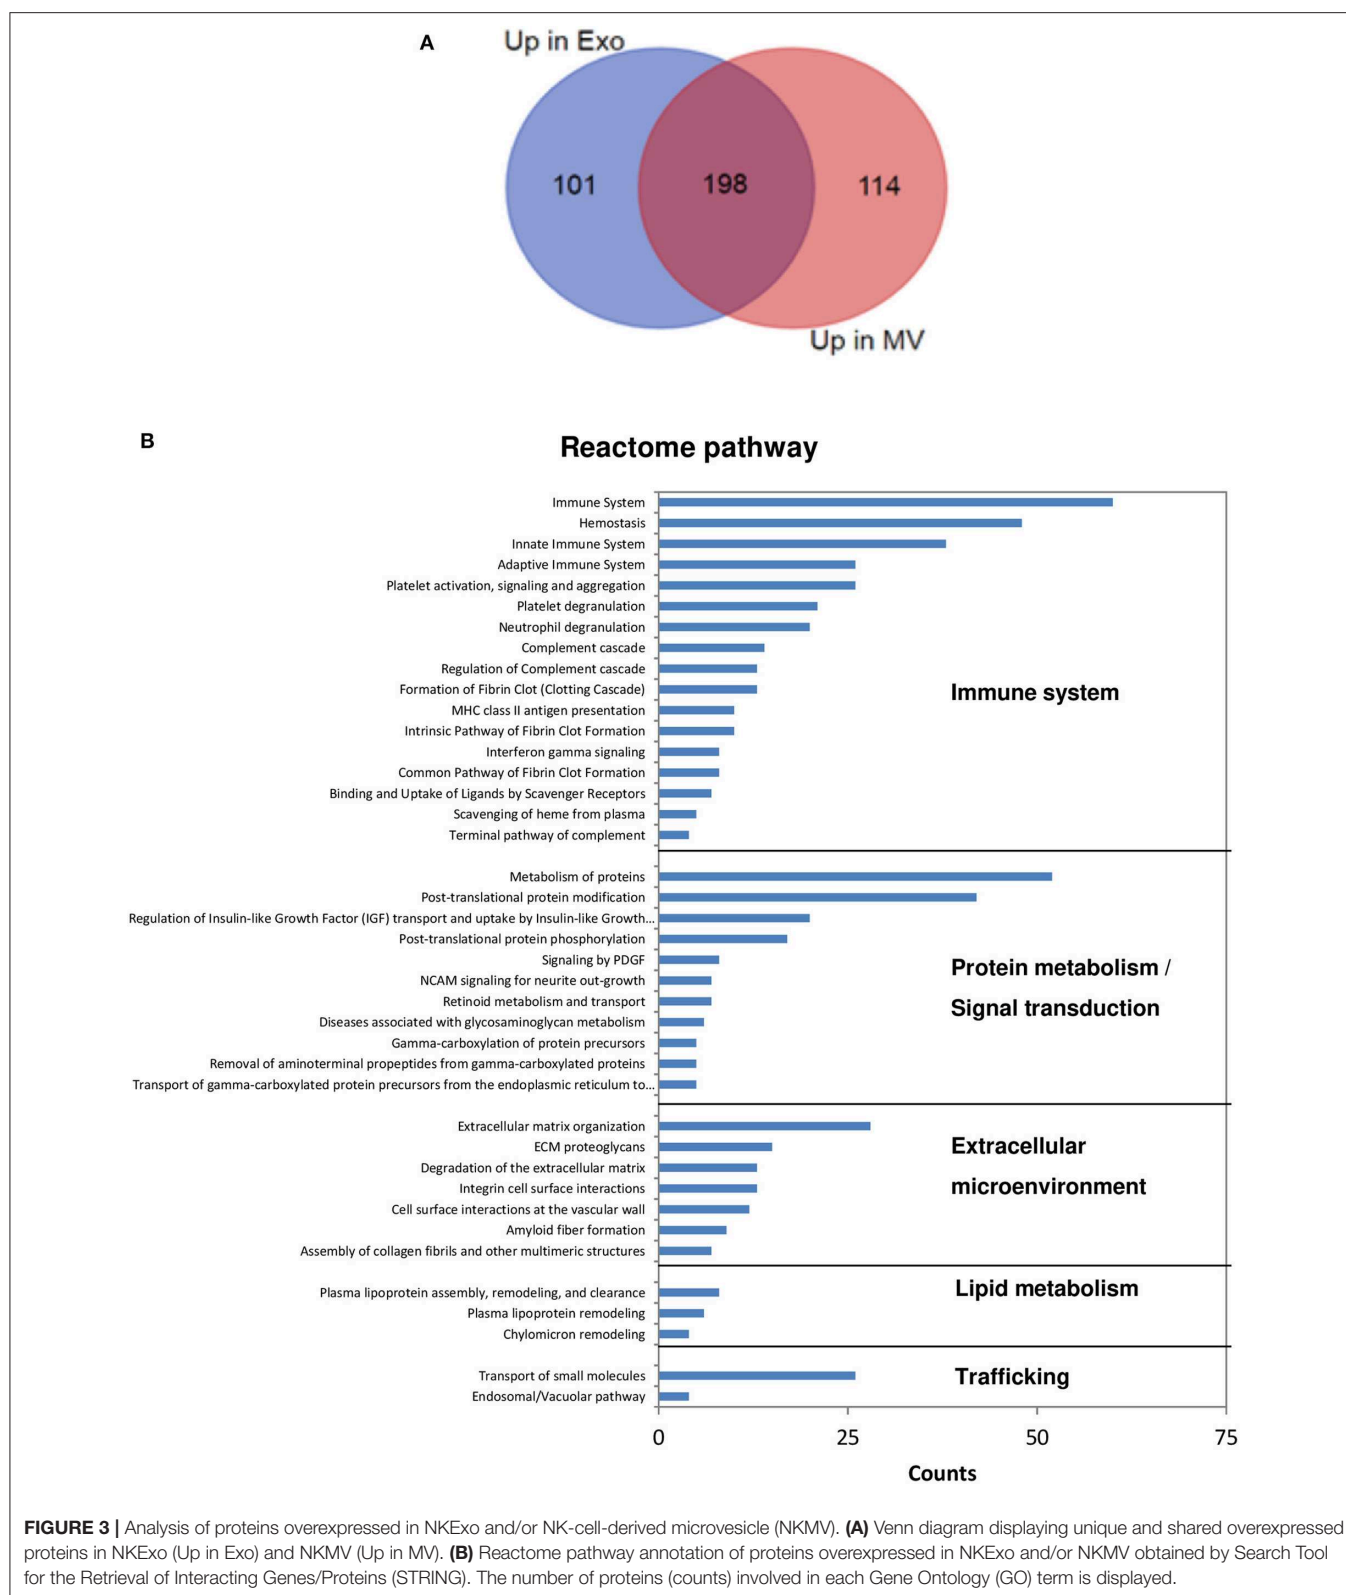 A
Up in Exo
101
198
114
Up in MV
B
Reactome pathway
Immune System
Hemostasis
Innate Immune System
Adaptive Immune System
Platelet activation, signaling and aggregation
Platelet degranulation
Neutrophil degranulation
Complement cascade
Regulation of Complement cascade
Formation of Fibrin Clot (Clotting Cascade)
MHC class II antigen presentation
Intrinsic Pathway of Fibrin Clot Formation
Interferon gamma signaling
Common Pathway of Fibrin Clot Formation
Binding and Uptake of Ligands by Scavenger Receptors
Scavenging of heme from plasma
Terminal pathway of complement
Immune system
Metabolism of proteins
Post-translational protein modification
Regulation of Insulin-like Growth Factor (IGF) transport and uptake by Insulin-like Growth...
Post-translational protein phosphorylation
Signaling by PDGF
NCAM signaling for neurite out-growth
Retinoid metabolism and transport
Diseases associated with glycosaminoglycan metabolism
Gamma-carboxylation of protein precursors
Removal of aminoterminal propeptides from gamma-carboxylated proteins
Transport of gamma-carboxylated protein precursors from the endoplasmic reticulum to...
Protein metabolism /
Signal transduction
Extracellular matrix organization
ECM proteoglycans
Degradation of the extracellular matrix
Integrin cell surface interactions
Cell surface interactions at the vascular wall
Amyloid fiber formation
Assembly of collagen fibrils and other multimeric structures
Extracellular
microenvironment
Plasma lipoprotein assembly, remodeling, and clearance
Plasma lipoprotein remodeling
Chylomicron remodeling
Lipid metabolism
Transport of small molecules
Endosomal/Vacuolar pathway
Trafficking
0
25
50
75
Counts
FIGURE 3 | Analysis of proteins overexpressed in NKExo and/or NK-cell-derived microvesicle (NKMV). (A) Venn diagram displaying unique and shared overexpressed
proteins in NKExo (Up in Exo) and NKMV (Up in MV). (B) Reactome pathway annotation of proteins overexpressed in NKExo and/or NKMV obtained by Search Tool
for the Retrieval of Interacting Genes/Proteins (STRING). The number of proteins (counts) involved in each Gene Ontology (GO) term is displayed.